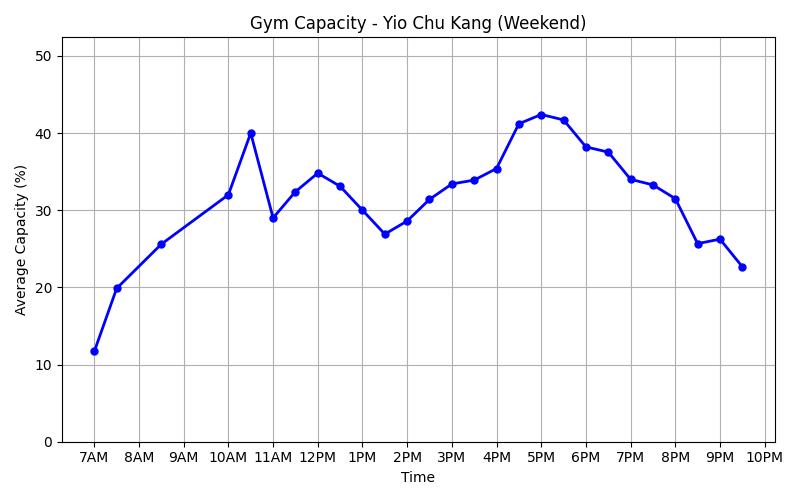 Gym Capacity - Yio Chu Kang (Weekend)
Average Capacity (%)
50
40
30
20
10
0
7AM 8AM 9AM 10AM 11AM 12PM 1PM 2PM 3PM 4PM 5PM 6PM 7PM 8PM 9PM 10PM
Time